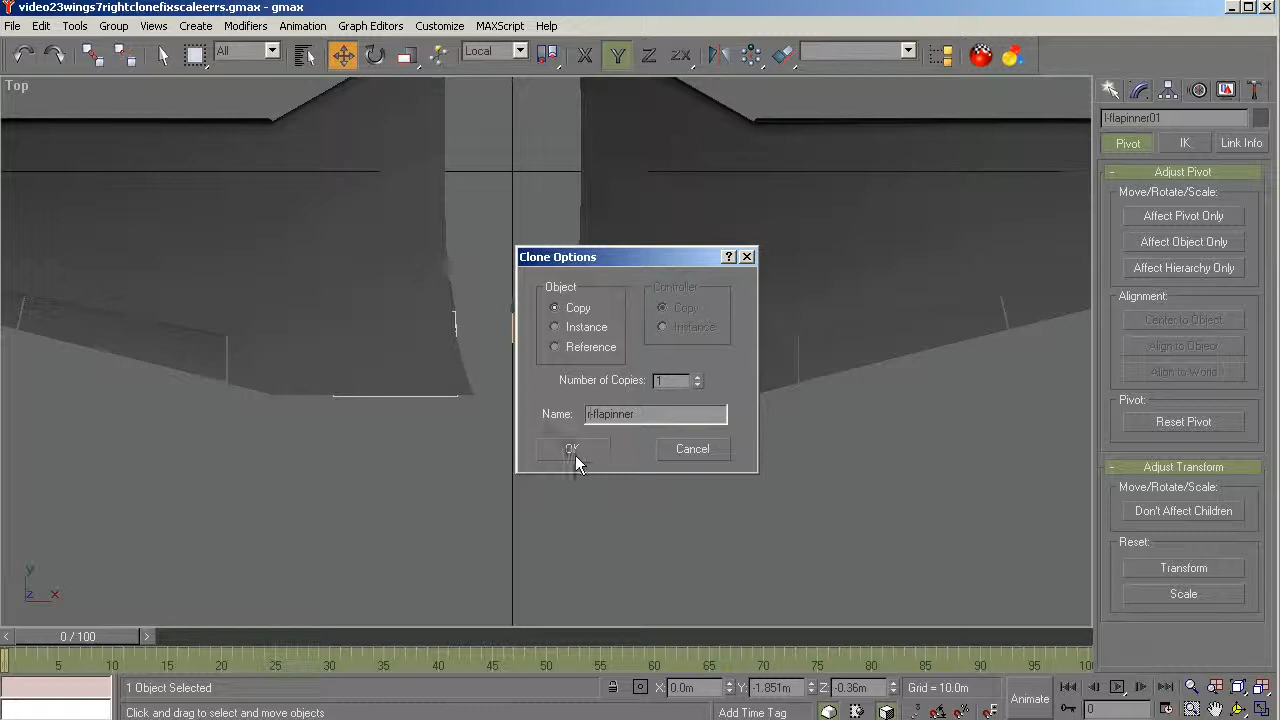 video23wings7rightclonefixscaleerrs.gmax - gmax
File Edit Tools Group Views Create Modifiers Animation Graph Editors Customize MAXScript Help
All Local X Y Z ZX
Top
l-flapinner01
Pivot IK Link Info
- Adjust Pivot
Move/Rotate/Scale:
Affect Pivot Only
Affect Object Only
Affect Hierarchy Only
Alignment:
Center to Object
Align to Object
Align to World
Pivot:
Reset Pivot
- Adjust Transform
Move/Rotate/Scale:
Don't Affect Children
Reset:
Transform
Scale
Clone Options
Object Controller
Copy Copy
Instance Instance
Reference
Number of Copies: 1
Name: r-flapinner
OK Cancel
y
z x
< 0 / 100 >
5 10 15 20 25 30 35 40 45 50 55 60 65 70 75 80 85 90 95 10
1 Object Selected X: 0.0m Y: -1.851m Z: -0.36m Grid = 10.0m Animate
Click and drag to select and move objects Add Time Tag 0